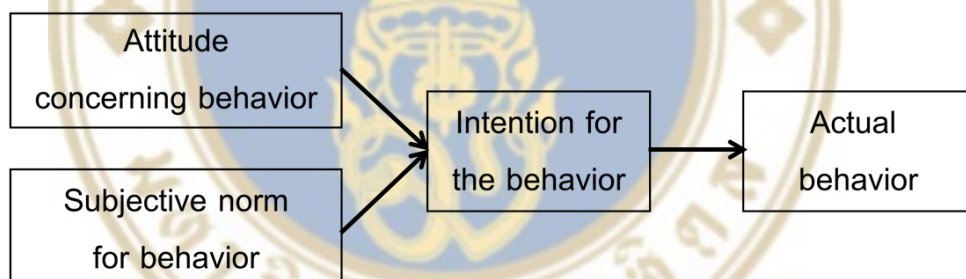 Attitude
concerning behavior
Subjective norm
for behavior
Intention for
the behavior
Actual
behavior